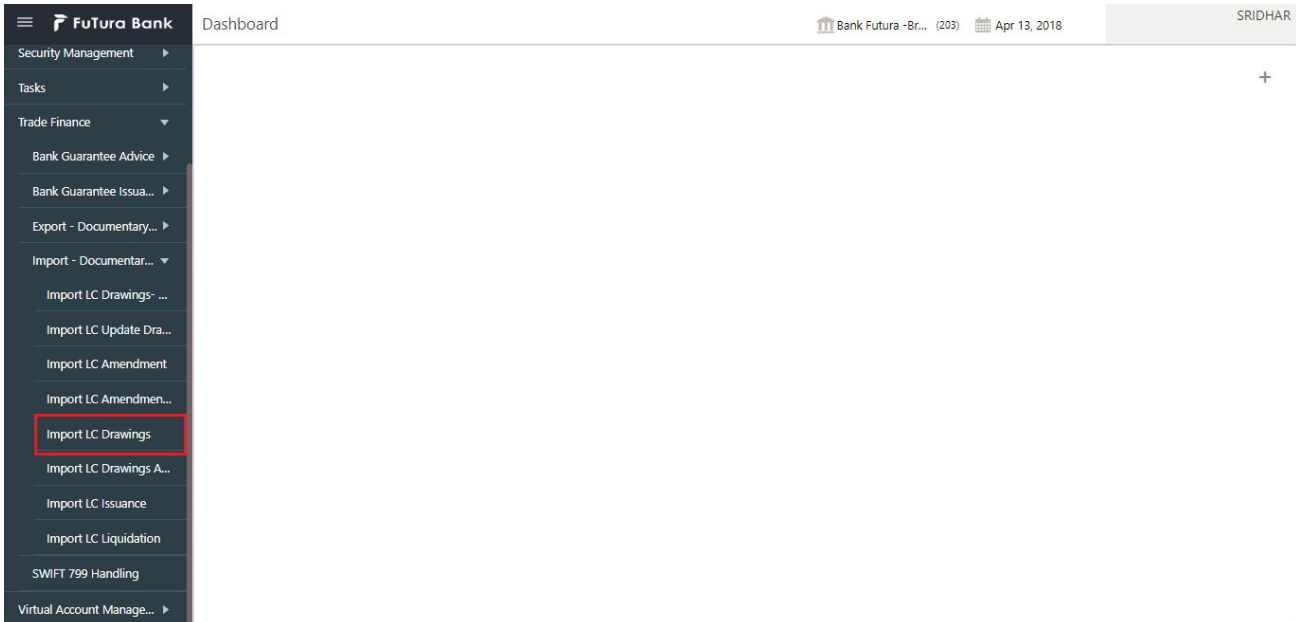 FuTura Bank
Dashboard
Bank Futura -Br... (203)
Apr 13, 2018
SRIDHAR
Security Management
Tasks
Trade Finance
Bank Guarantee Advice
Bank Guarantee Issua...
Export - Documentary...
Import - Documentar...
Import LC Drawings- ...
Import LC Update Dra...
Import LC Amendment
Import LC Amendmen...
Import LC Drawings
Import LC Drawings A...
Import LC Issuance
Import LC Liquidation
SWIFT 799 Handling
Virtual Account Manage...